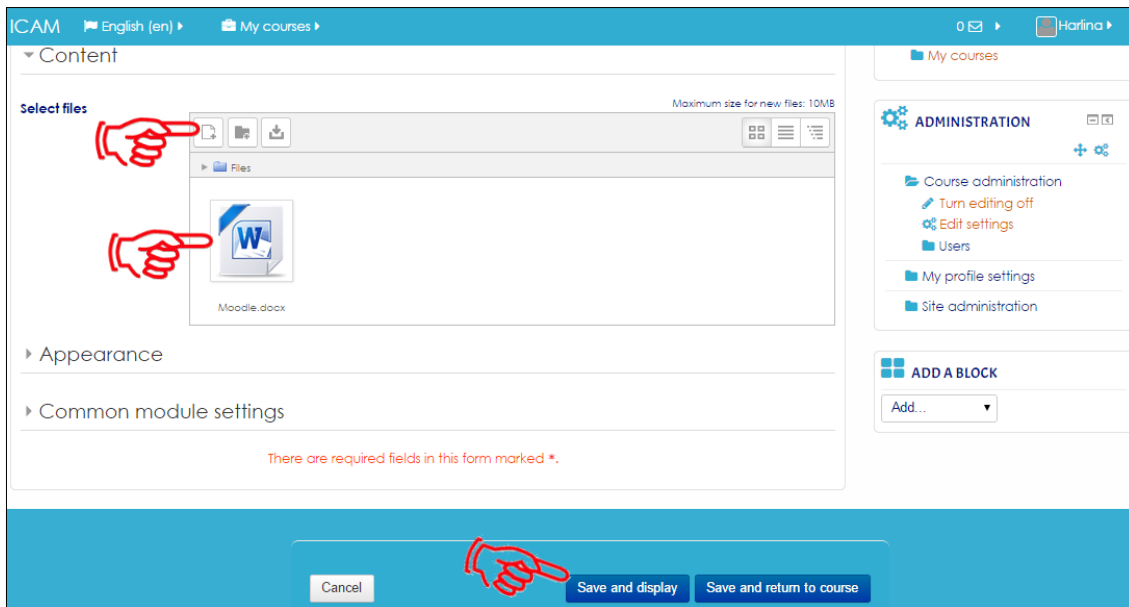 ICAM English (en) My courses 0 Harlina
Content
Select files
Maximum size for new files: 10MB
Files
W
Moodle.docx
Appearance
Common module settings
There are required fields in this form marked *.
My courses
ADMINISTRATION
Course administration
Turn editing off
Edit settings
Users
My profile settings
Site administration
ADD A BLOCK
Add...
Cancel Save and display Save and return to course